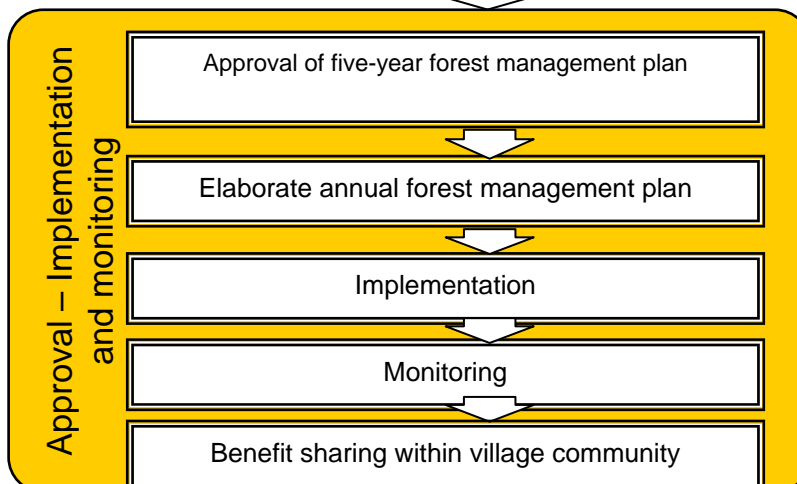 Approval – Implementation
and monitoring
Approval of five-year forest management plan
Elaborate annual forest management plan
Implementation
Monitoring
Benefit sharing within village community